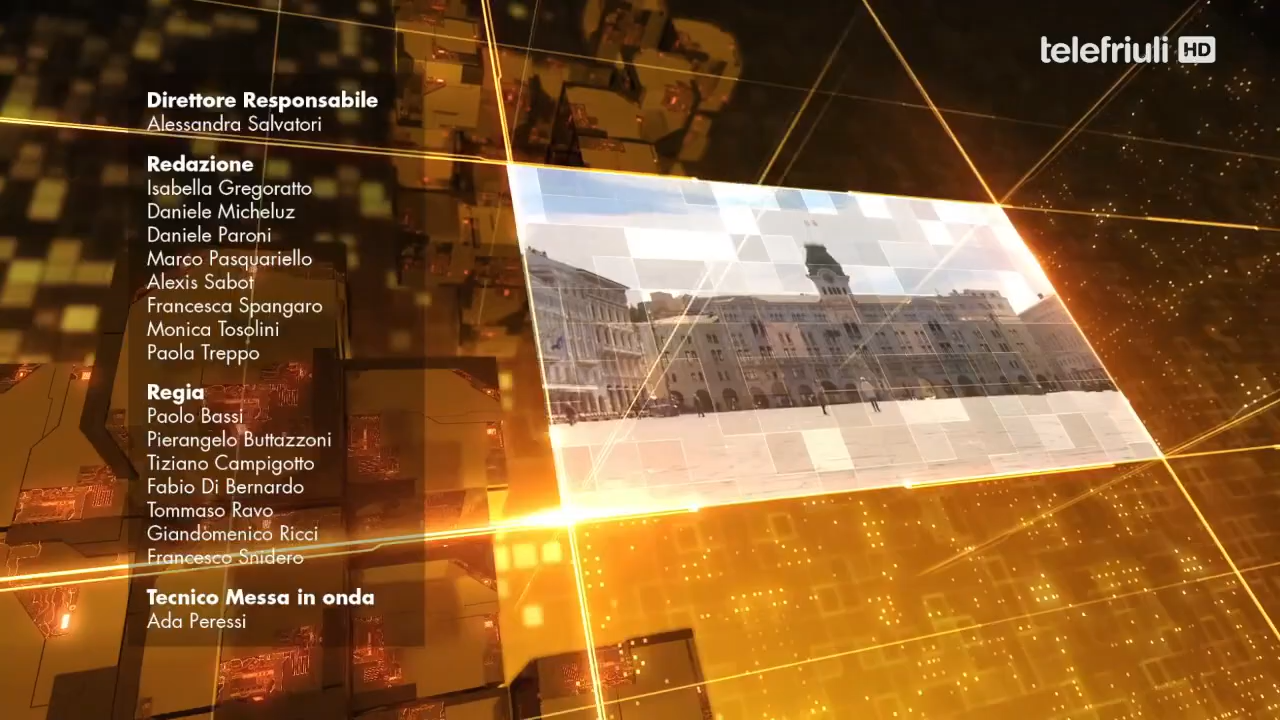 telefriuli HD
Direttore Responsabile
Alessandra Salvatori
Redazione
Isabella Gregoratto
Daniele Micheluz
Daniele Paroni
Marco Pasquariello
Alexis Sabot
Francesca Spangaro
Monica Tosolini
Paola Treppo
Regia
Paolo Bassi
Pierangelo Buttazzoni
Tiziano Campigotto
Fabio Di Bernardo
Tommaso Ravo
Giandomenico Ricci
Francesco Snidero
Tecnico Messa in onda
Ada Peressi